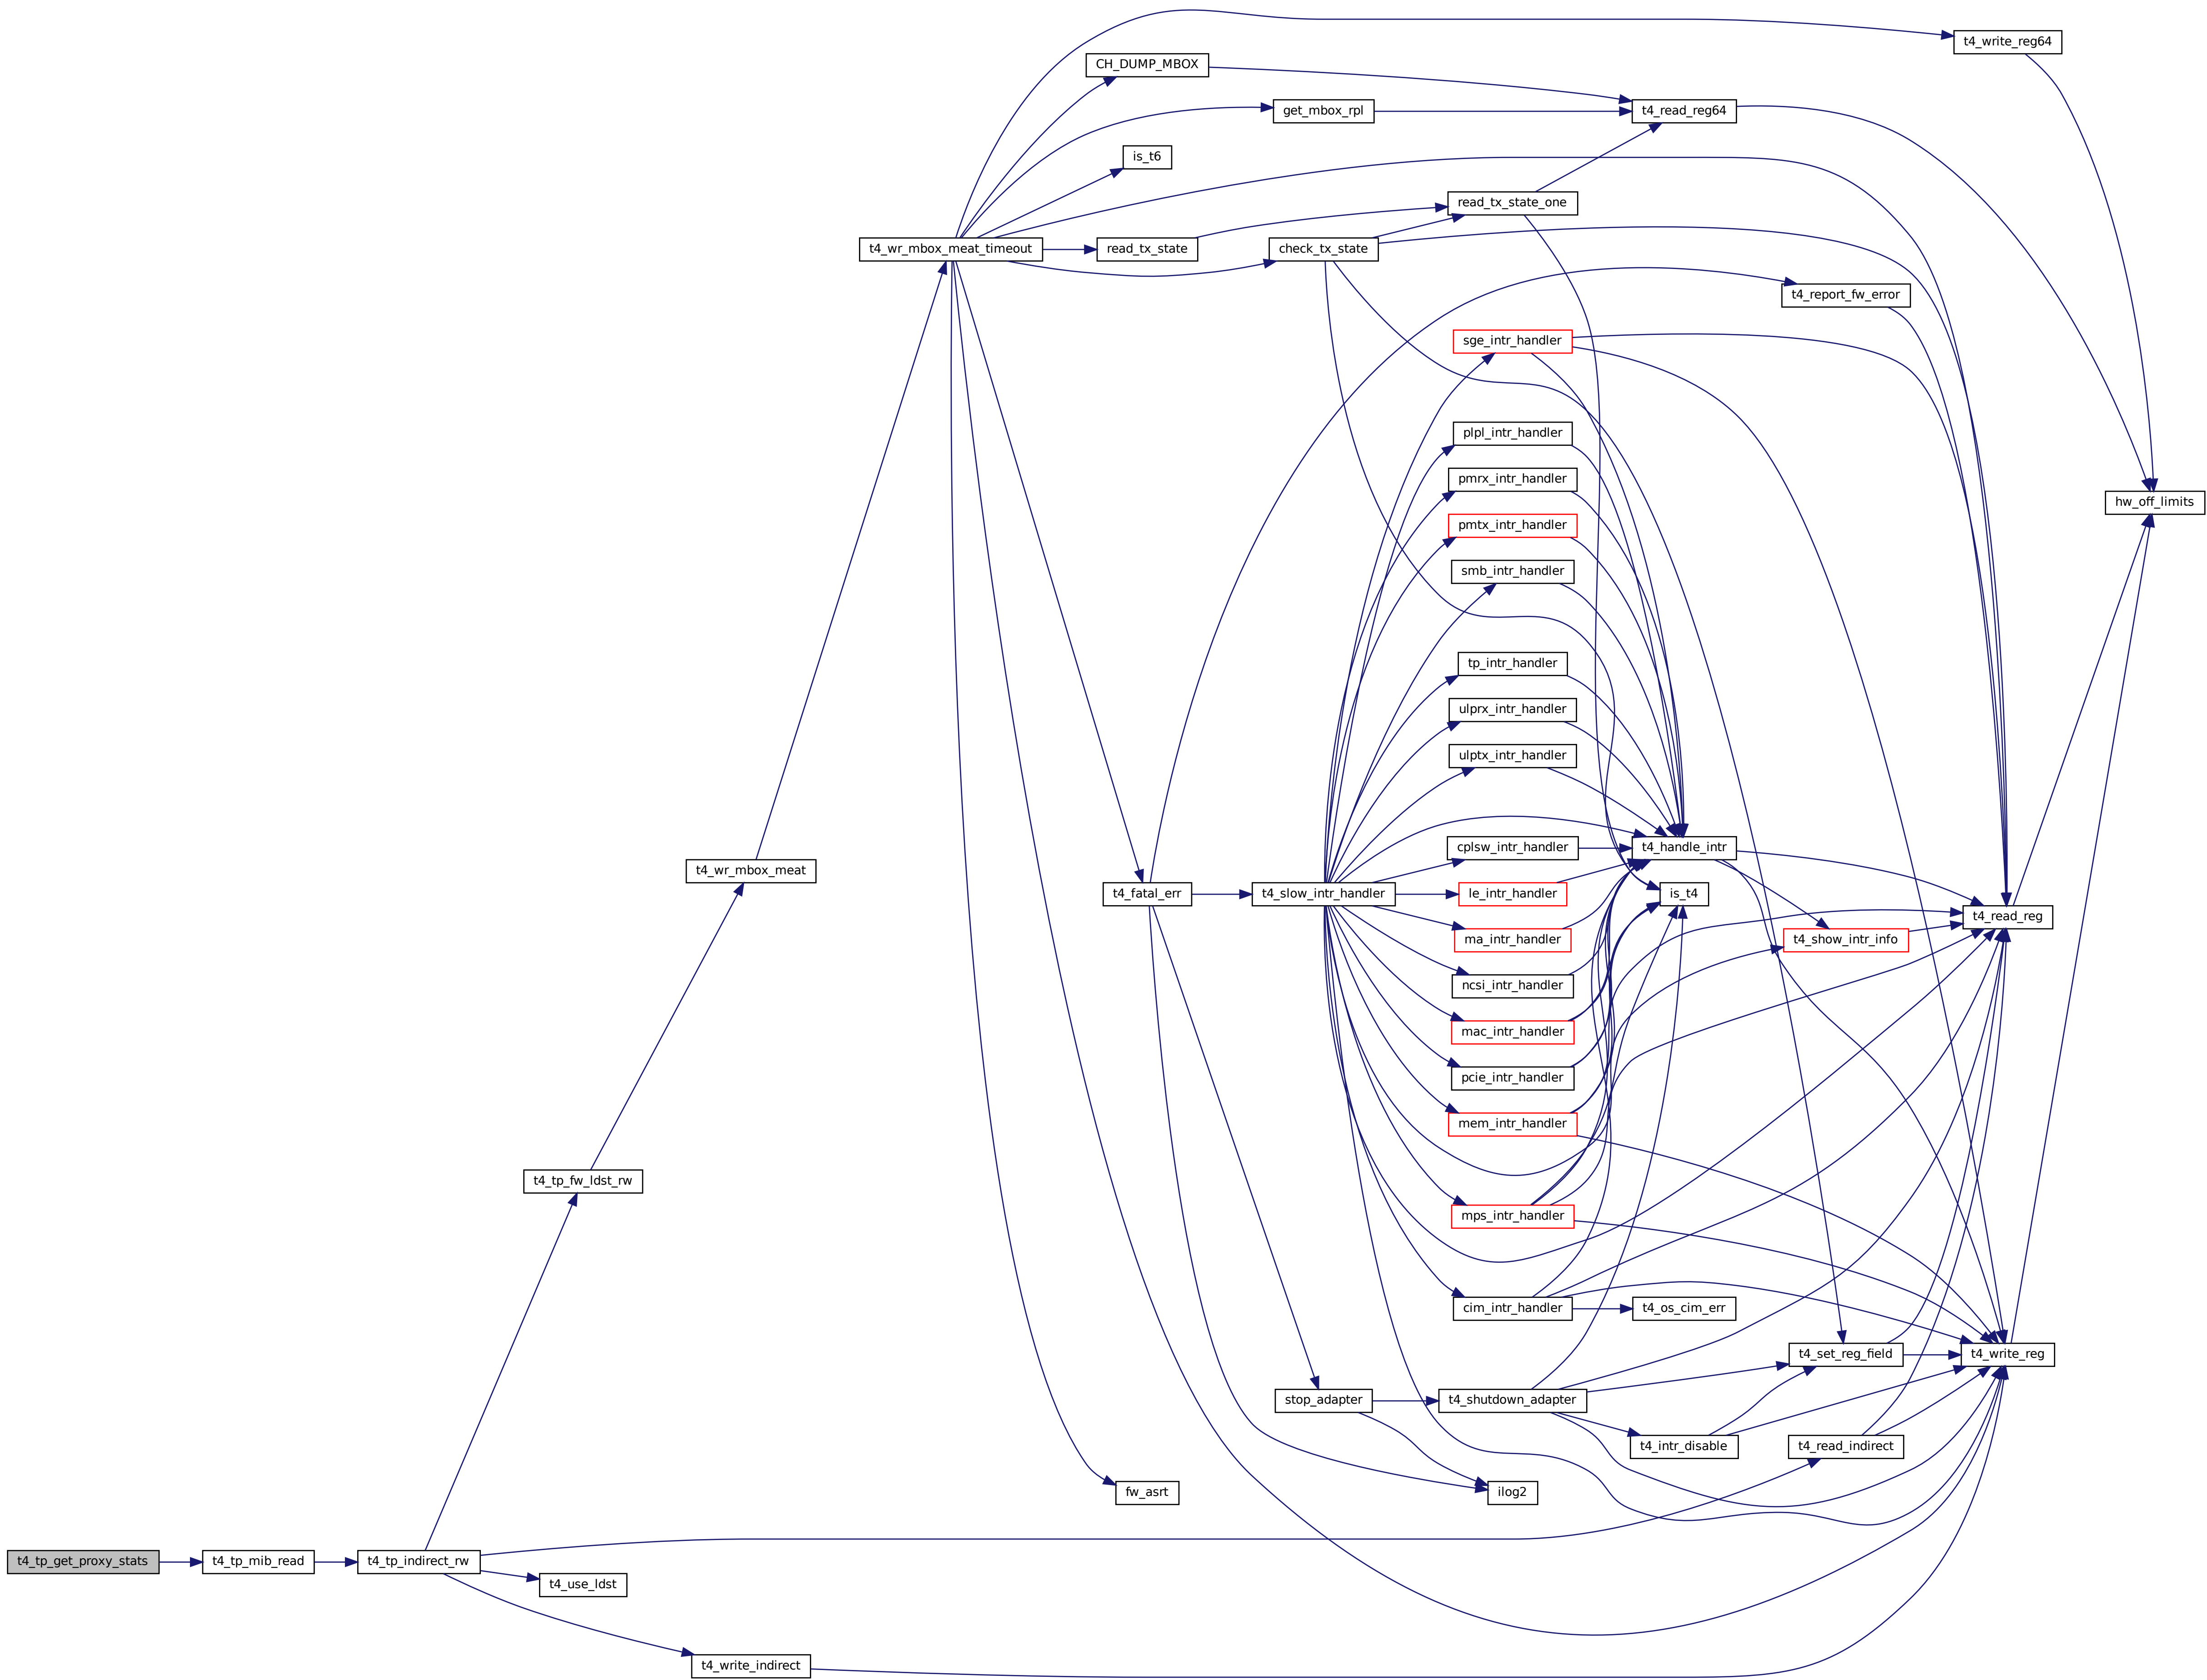 t4_write_reg64
CH_DUMP_MBOX
t4_read_reg64
get_mbox_rpl
is_t6
read_tx_state_one
t4_wr_mbox_meat_timeout
read_tx_state
check_tx_state
t4_report_fw_error
sge_intr_handler
plpl_intr_handler
pmrx_intr_handler
hw_off_limits
pmtx_intr_handler
smb_intr_handler
tp_intr_handler
ulprx_intr_handler
ulptx_intr_handler
cplsw_intr_handler
t4_handle_intr
t4_wr_mbox_meat
t4_fatal_err
t4_slow_intr_handler
le_intr_handler
is_t4
t4_read_reg
ma_intr_handler
t4_show_intr_info
ncsi_intr_handler
mac_intr_handler
pcie_intr_handler
mem_intr_handler
t4_tp_fw_ldst_rw
mps_intr_handler
cim_intr_handler
t4_os_cim_err
t4_set_reg_field
t4_write_reg
stop_adapter
t4_shutdown_adapter
t4_intr_disable
t4_read_indirect
fw_asrt
ilog2
t4_tp_get_proxy_stats
t4_tp_mib_read
t4_tp_indirect_rw
t4_use_ldst
t4_write_indirect